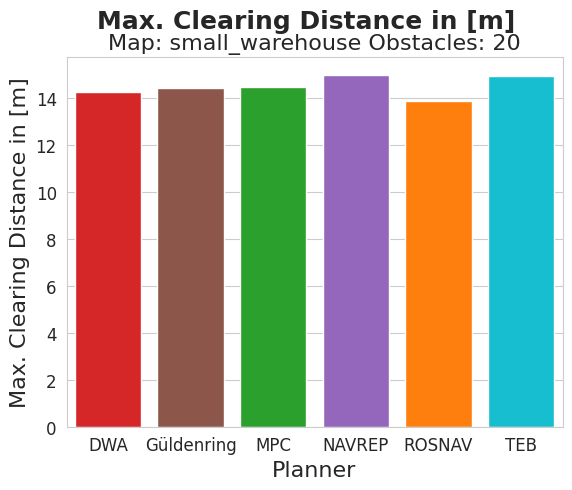 Max. Clearing Distance in [m]
Map: small_warehouse Obstacles: 20
Max. Clearing Distance in [m]
14
12
10
8
6
4
2
0
DWA Güldenring MPC NAVREP ROSNAV TEB
Planner